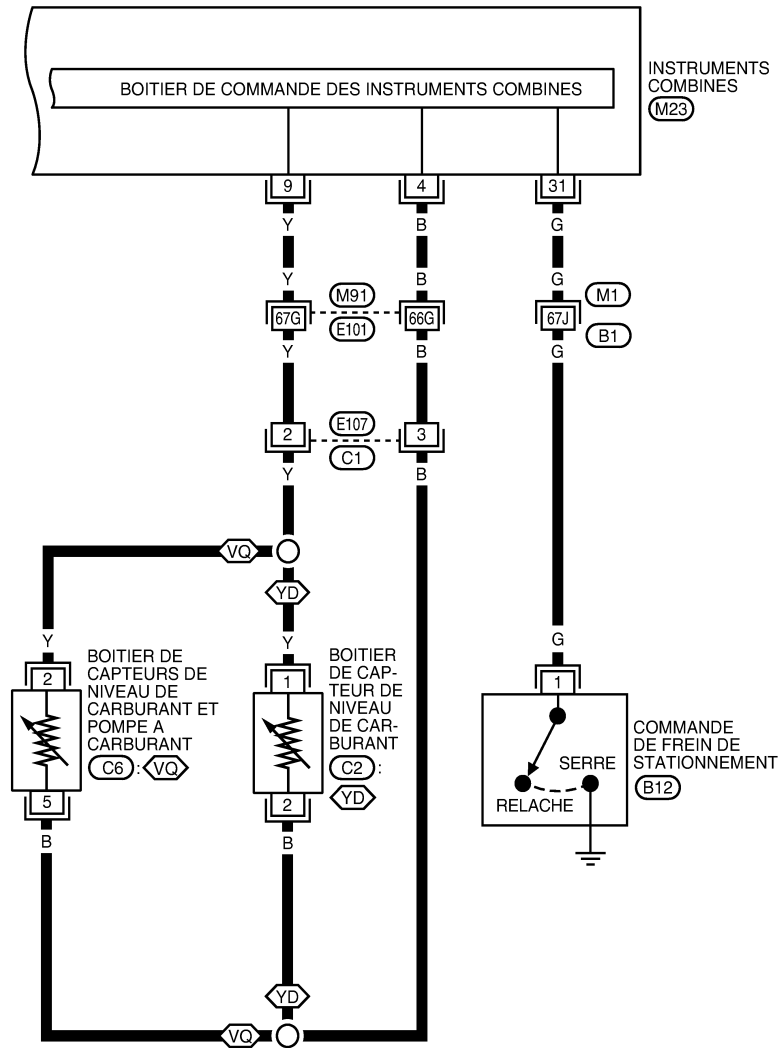 BOITIER DE COMMANDE DES INSTRUMENTS COMBINES
INSTRUMENTS
COMBINES
M23
9
4
31
Y
B
G
Y
B
G
M91
M1
67G
66G
67J
E101
B1
Y
B
G
E107
2
3
C1
Y
B
VQ
YD
Y
Y
G
BOITIER DE
CAPTEURS DE
NIVEAU DE
CARBURANT ET
POMPE A
CARBURANT
C6 : VQ
2
5
B
BOITIER
DE CAP-
TEUR DE
NIVEAU
DE CAR-
BURANT
C2 :
YD
1
2
B
1
COMMANDE
DE FREIN DE
STATIONNEMENT
B12
SERRE
RELACHE
YD
VQ